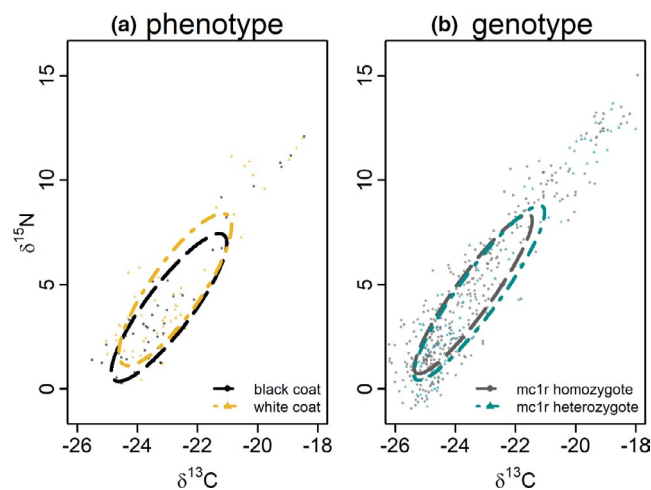 (a) phenotype
(b) genotype
15
10
5
0
δ15N
black coat
white coat
-26 -24 -22 -20 -18
δ13C
15
10
5
0
mc1r homozygote
mc1r heterozygote
-26 -24 -22 -20 -18
δ13C